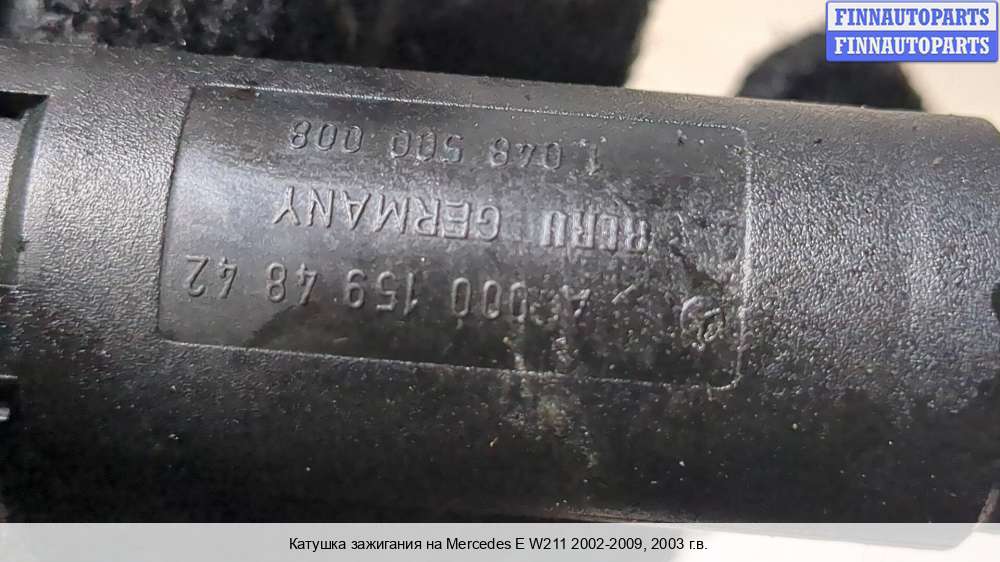 FINNAUTOPARTS
FINNAUTOPARTS
A 000 159 48 42
BERU GERMANY
1 048 500 008
Катушка зажигания на Mercedes E W211 2002-2009, 2003 г.в.